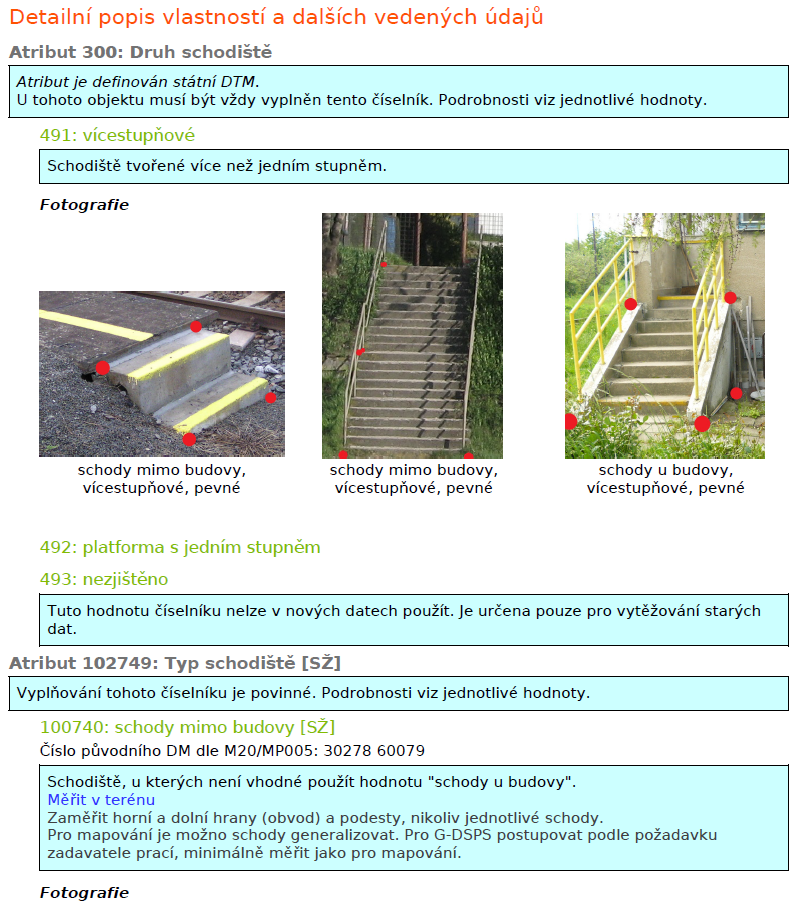 Detailní popis vlastností a dalších vedených údajů
Atribut 300: Druh schodiště
Atribut je definován státní DTM.
U tohoto objektu musí být vždy vyplněn tento číselník. Podrobnosti viz jednotlivé hodnoty.
491: vícestupňové
Schodiště tvořené více než jedním stupněm.
Fotografie
schody mimo budovy,
vícestupňové, pevné
schody mimo budovy,
vícestupňové, pevné
schody u budovy,
vícestupňové, pevné
492: platforma s jedním stupněm
493: nezjištěno
Tuto hodnotu číselníku nelze v nových datech použít. Je určena pouze pro vytěžování starých
dat.
Atribut 102749: Typ schodiště [SŽ]
Vyplňování tohoto číselníku je povinné. Podrobnosti viz jednotlivé hodnoty.
100740: schody mimo budovy [SŽ]
Číslo původního DM dle M20/MP005: 30278 60079
Schodiště, u kterých není vhodné použít hodnotu "schody u budovy".
Měřit v terénu
Zaměřit horní a dolní hrany (obvod) a podesty, nikoliv jednotlivé schody.
Pro mapování je možno schody generalizovat. Pro G-DSPS postupovat podle požadavku
zadavatele prací, minimálně měřit jako pro mapování.
Fotografie